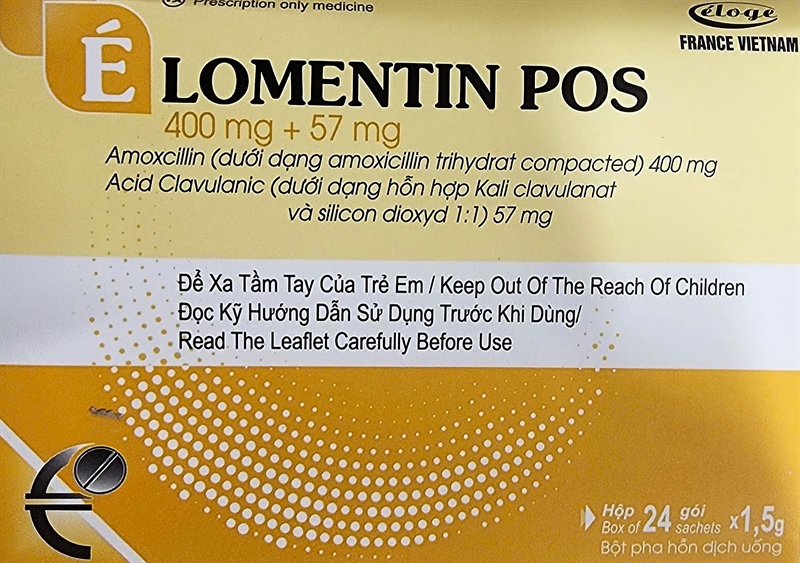 Prescription only medicine
éloge
FRANCE VIETNAM
É LOMENTIN POS
400 mg + 57 mg
Amoxcillin (dưới dạng amoxicillin trihydrat compacted) 400 mg
Acid Clavulanic (dưới dạng hỗn hợp Kali clavulanat
và silicon dioxyd 1:1) 57 mg
Để Xa Tầm Tay Của Trẻ Em / Keep Out Of The Reach Of Children
Đọc Kỹ Hướng Dẫn Sử Dụng Trước Khi Dùng/
Read The Leaflet Carefully Before Use
Hộp 24 gói x1,5g
Box of sachets
Bột pha hỗn dịch uống